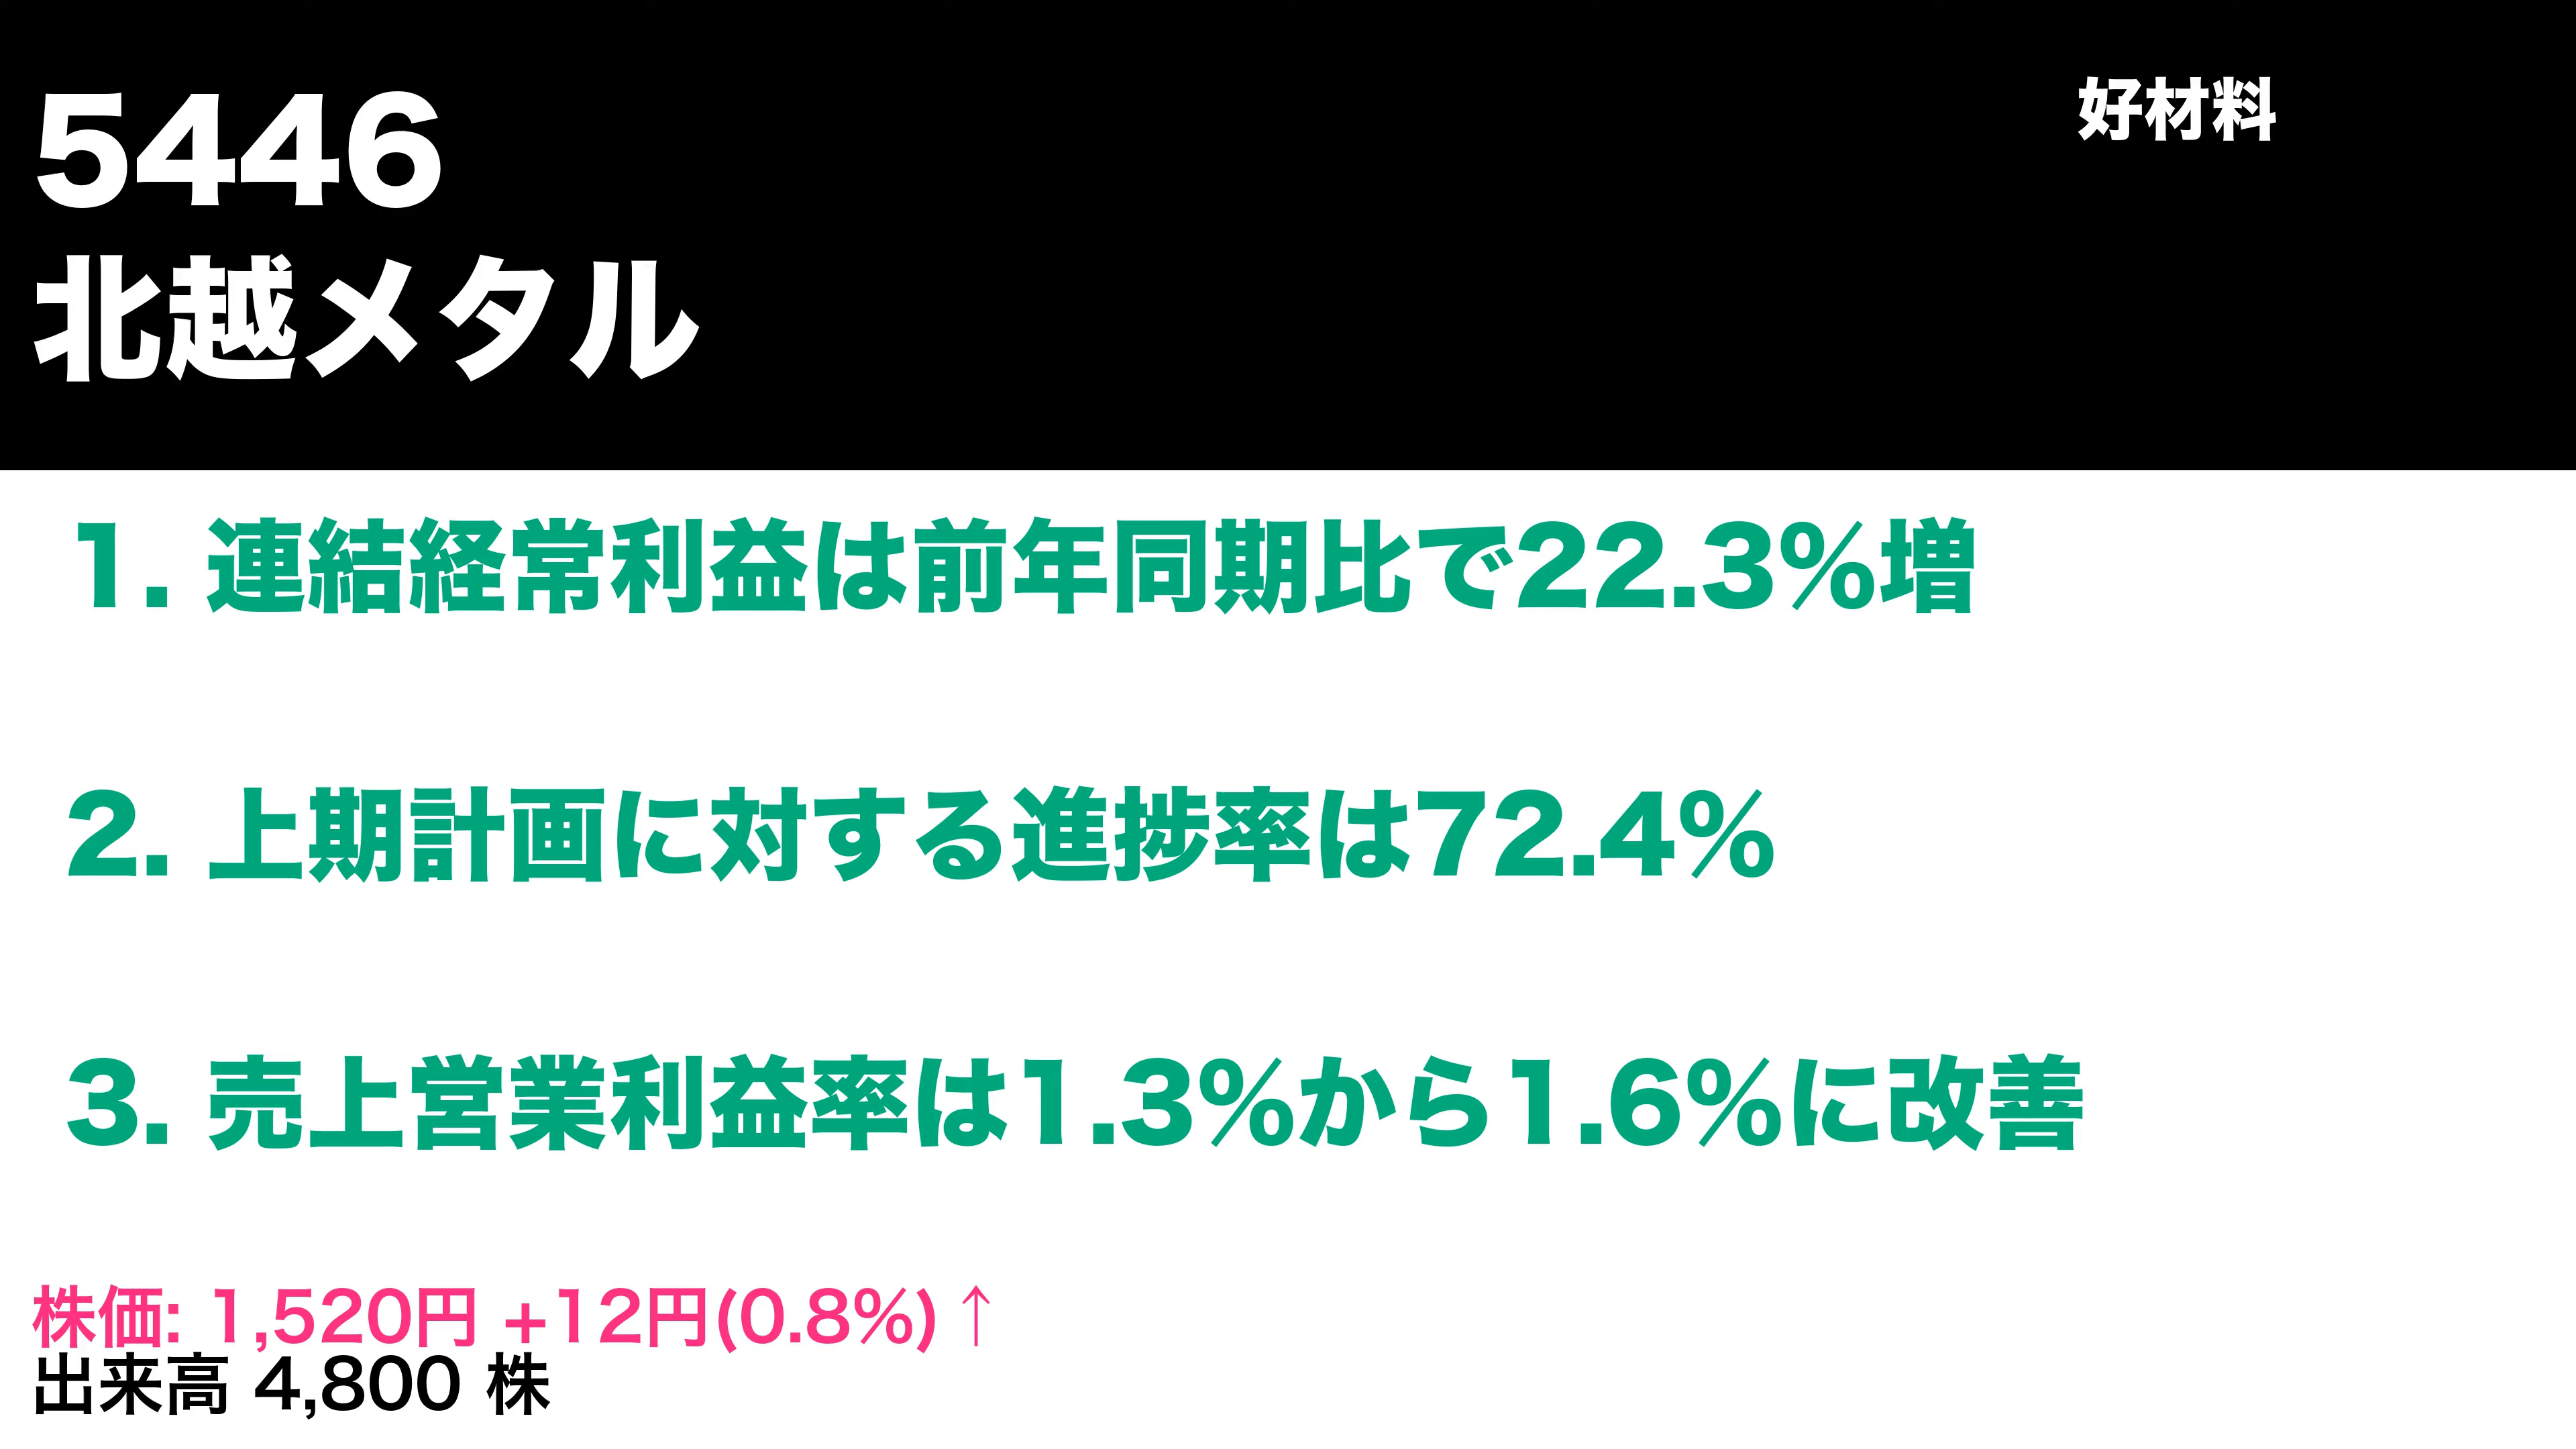 5446
北越メタル
好材料
1. 連結経常利益は前年同期比で22.3%増
2. 上期計画に対する進捗率は72.4%
3. 売上営業利益率は1.3%から1.6%に改善
株価: 1,520円 +12円(0.8%)↑
出来高 4,800 株